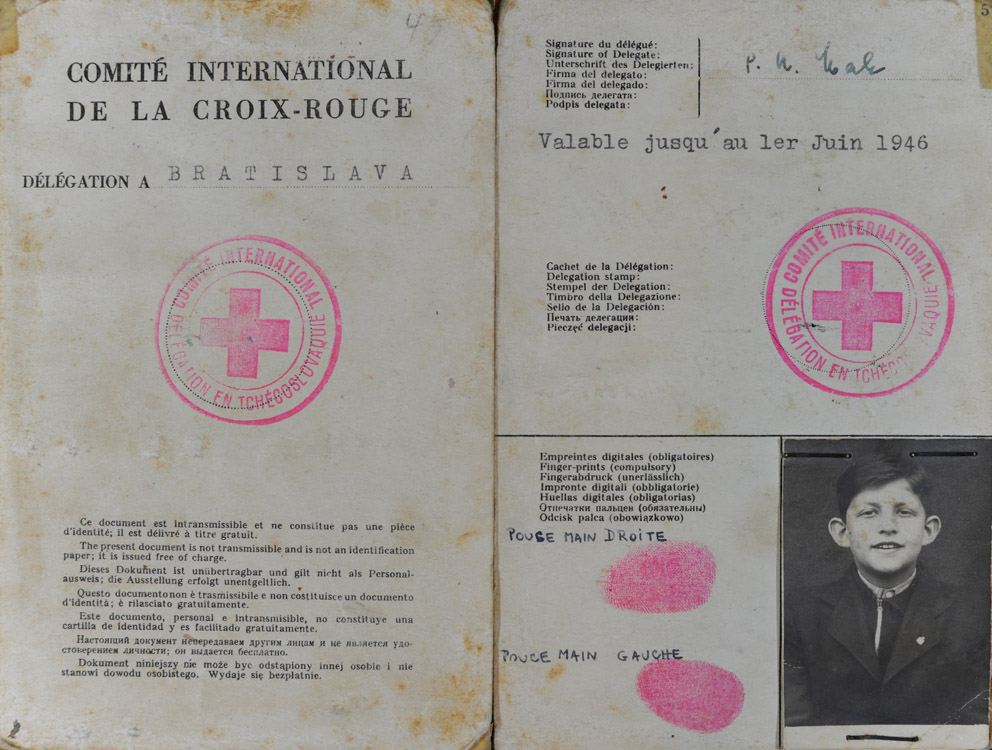 COMITÉ INTERNATIONAL
DE LA CROIX-ROUGE
DÉLÉGATION A BRATISLAVA
COMITÉ INTERNATIONAL
DÉLÉGATION EN TCHÉCOSLOVAQUIE
Ce document est intransmissible et ne constitue pas une pièce
d'identité; il est délivré à titre gratuit.
The present document is not transmissible and is not an identification
paper; it is issued free of charge.
Dieses Dokument ist unübertragbar und gilt nicht als Personal-
ausweis; die Ausstellung erfolgt unentgeltlich.
Questo documento non è trasmissibile e non costituisce un documento
d'identità; è rilasciato gratuitamente.
Este documento, personal e intransmisible, no constituye una
cartilla de identidad y es facilitado gratuitamente.
Настоящий документ непередаваем другим лицам и не является удо-
стоверением личности; он выдается бесплатно.
Dokument niniejszy nie może być odstąpiony innej osobie i nie
stanowi dowodu osobistego. Wydaje się bezpłatnie.
5
Signature du délégué:
Signature of Delegate:
Unterschrift des Delegierten:
Firma del delegato:
Firma del delegado:
Подпись делегата:
Podpis delegata:
Valable jusqu'au 1er Juin 1946
Cachet de la Délégation:
Delegation stamp:
Stempel der Delegation:
Timbro della Delegazione:
Sello de la Delegación:
Печать делегации:
Pieczęć delegacji:
COMITÉ INTERNATIONAL
DÉLÉGATION EN TCHÉCOSLOVAQUIE
Empreintes digitales (obligatoires)
Finger-prints (compulsory)
Fingerabdruck (unerlässlich)
Impronte digitali (obbligatorie)
Huellas digitales (obligatorias)
Отпечатки пальцев (обязательны)
Odcisk palca (obowiązkowo)
POUSE MAIN DROITE
POUCE MAIN GAUCHE